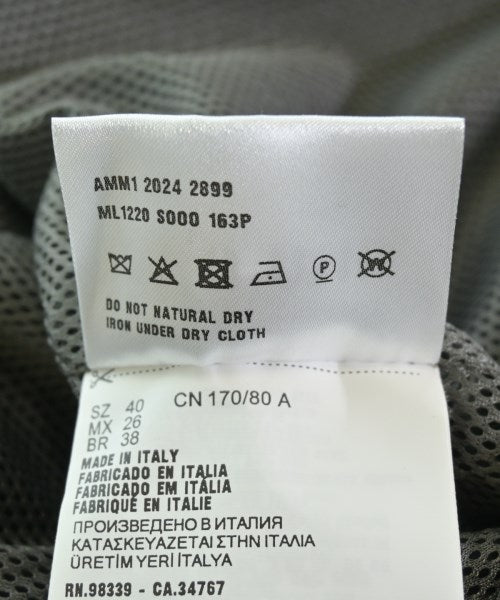 AMM1 2024 2899
ML1220 S000 163P
P W
DO NOT NATURAL DRY
IRON UNDER DRY CLOTH
SZ 40 CN 170/80 A
MX 26
BR 38
MADE IN ITALY
FABRICADO EN ITALIA
FABRICADO EM ITÁLIA
FABRIQUÉ EN ITALIE
ПРОИЗВЕДЕНО В ИТАЛИЯ
ΚΑΤΑΣΚΕΥΑΖΕΤΑΙ ΣΤΗΝ ΙΤΑΛΙΑ
ÜRETİM YERİ İTALYA
RN.98339 - CA.34767